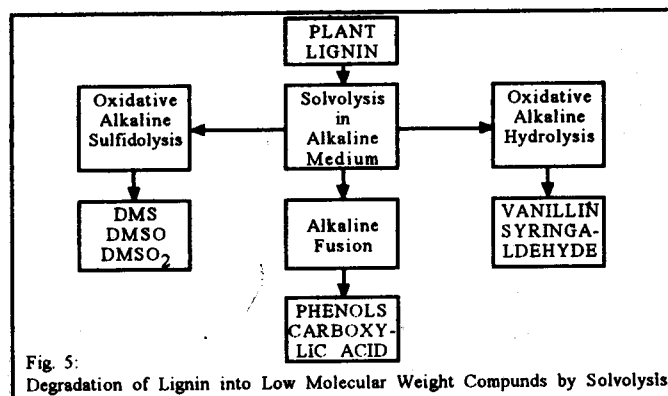 PLANT
LIGNIN
Oxidative
Alkaline
Sulfidolysis
Solvolysis
in
Alkaline
Medium
Oxidative
Alkaline
Hydrolysis
DMS
DMSO
DMSO2
Alkaline
Fusion
VANILLIN
SYRINGA-
LDEHYDE
PHENOLS
CARBOXY-
LIC ACID
Fig. 5:
Degradation of Lignin into Low Molecular Weight Compunds by Solvolysis